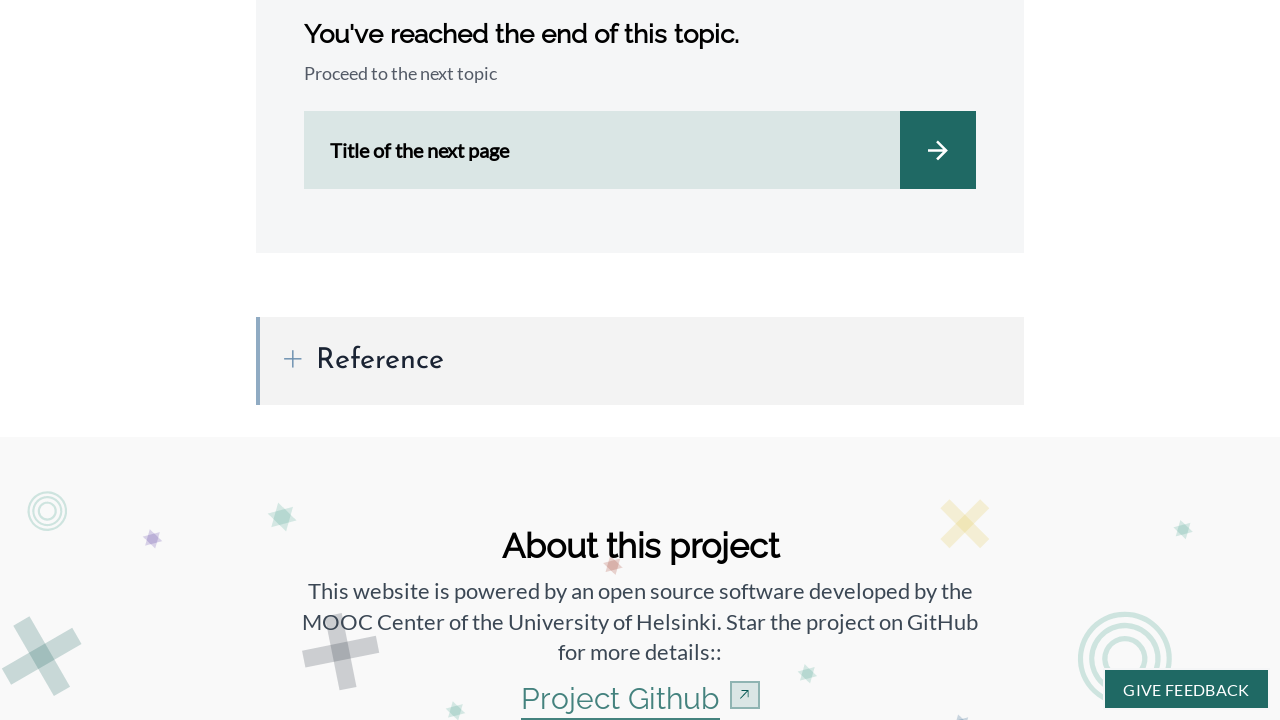 You've reached the end of this topic.
Proceed to the next topic
Title of the next page
Reference
About this project
This website is powered by an open source software developed by the
MOOC Center of the University of Helsinki. Star the project on GitHub
for more details::
Project Github
GIVE FEEDBACK